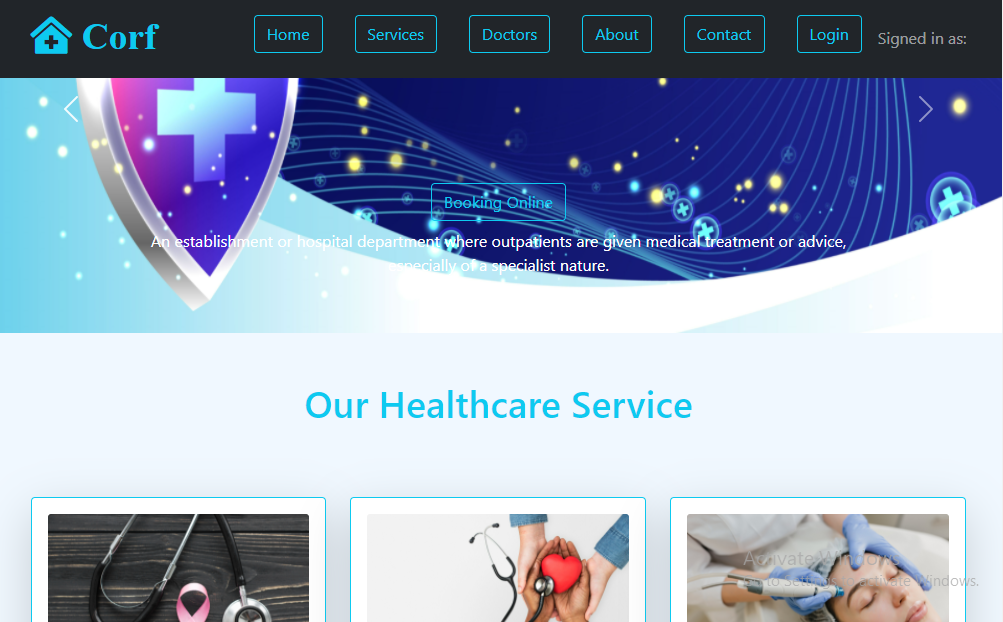 Corf
Home
Services
Doctors
About
Contact
Login
Signed in as:
Booking Online
An establishment or hospital department where outpatients are given medical treatment or advice,
especially of a specialist nature.
Our Healthcare Service
Activate Windows
Go to Settings to activate Windows.